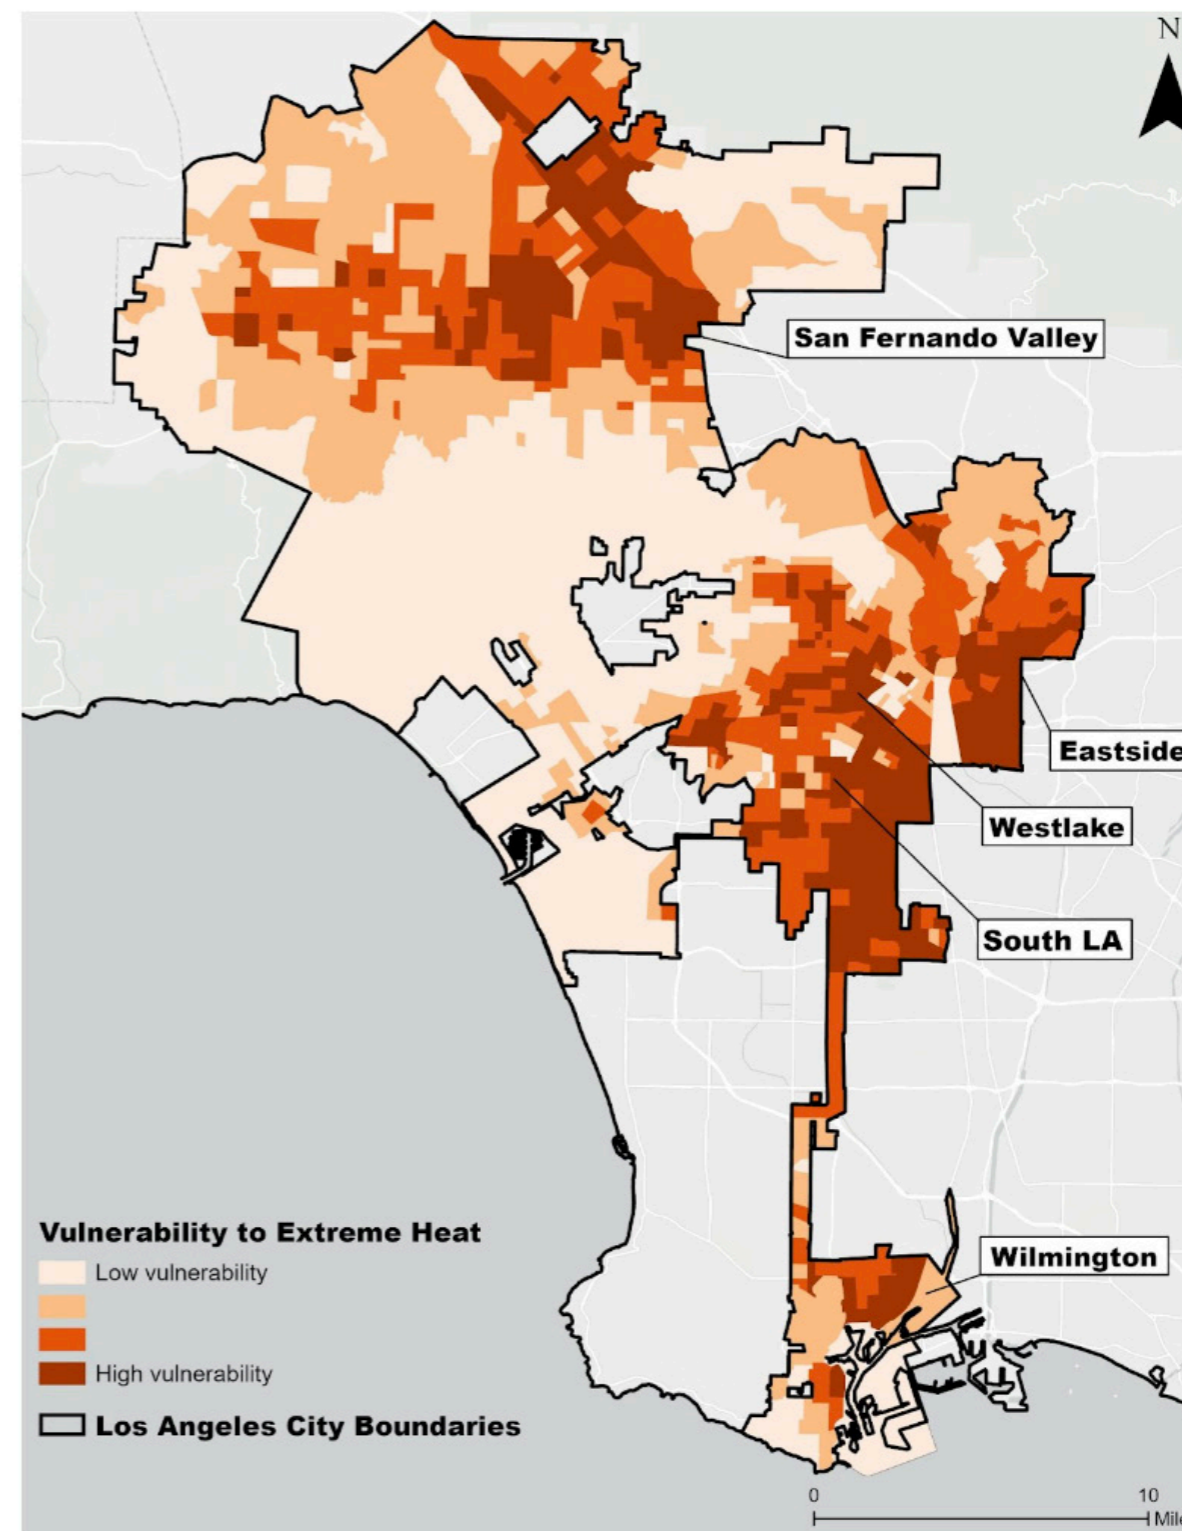 N
San Fernando Valley
Eastside
Westlake
South LA
Wilmington
Vulnerability to Extreme Heat
Low vulnerability
High vulnerability
Los Angeles City Boundaries
0 10
Mile